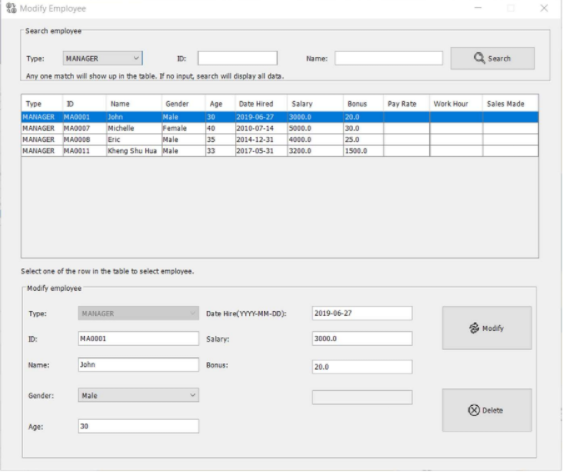 Modify Employee
Search employee
Type: MANAGER ID: Name: Search
Any one match will show up in the table. If no input, search will display all data.
Type ID Name Gender Age Date Hired Salary Bonus Pay Rate Work Hour Sales Made
MANAGER MA0001 John Male 30 2019-06-27 3000.0 20.0
MANAGER MA0007 Michelle Female 40 2010-07-14 5000.0 30.0
MANAGER MA0008 Eric Male 35 2014-12-31 4000.0 25.0
MANAGER MA0011 Kheng Shu Hua Male 33 2017-05-31 3200.0 1500.0
Select one of the row in the table to select employee.
Modify employee
Type: MANAGER Date Hire(YYYY-MM-DD): 2019-06-27
Modify
ID: MA0001 Salary: 3000.0
Name: John Bonus: 20.0
Gender: Male
Delete
Age: 30